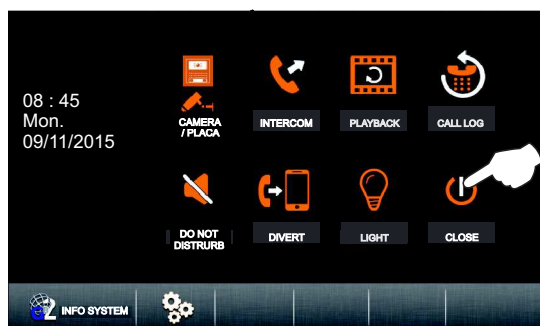 08 : 45
Mon.
09/11/2015
CAMERA
/ PLACA
INTERCOM
PLAYBACK
CALL LOG
DO NOT
DISTRURB
DIVERT
LIGHT
CLOSE
INFO SYSTEM